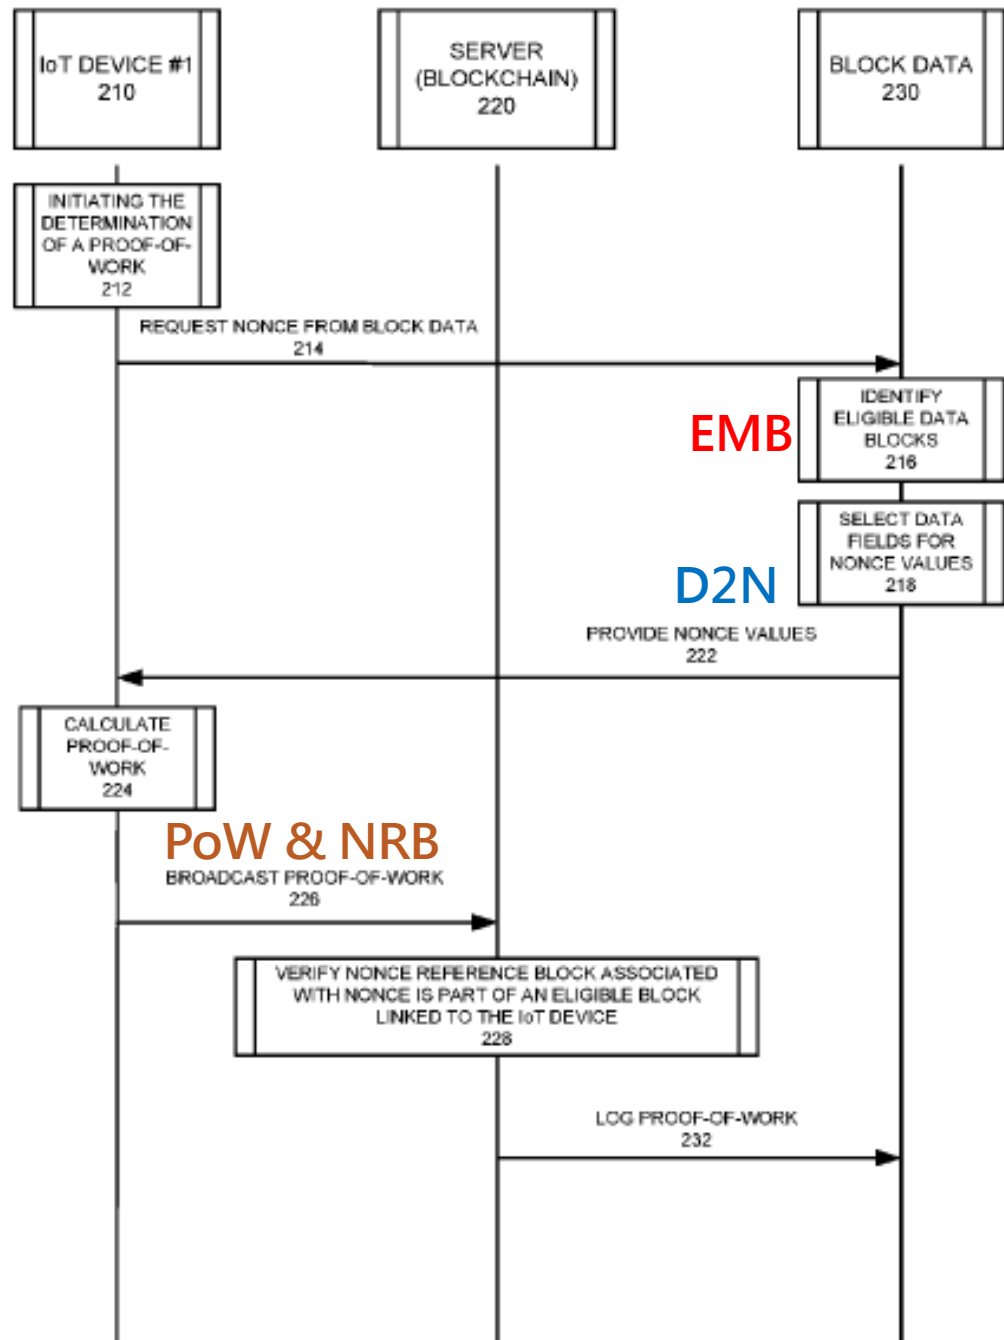 IoT DEVICE #1
210
SERVER
(BLOCKCHAIN)
220
BLOCK DATA
230
INITIATING THE
DETERMINATION
OF A PROOF-OF-
WORK
212
REQUEST NONCE FROM BLOCK DATA
214
EMB
IDENTIFY
ELIGIBLE DATA
BLOCKS
216
D2N
SELECT DATA
FIELDS FOR
NONCE VALUES
218
PROVIDE NONCE VALUES
222
CALCULATE
PROOF-OF-
WORK
224
PoW & NRB
BROADCAST PROOF-OF-WORK
226
VERIFY NONCE REFERENCE BLOCK ASSOCIATED
WITH NONCE IS PART OF AN ELIGIBLE BLOCK
LINKED TO THE IoT DEVICE
228
LOG PROOF-OF-WORK
232